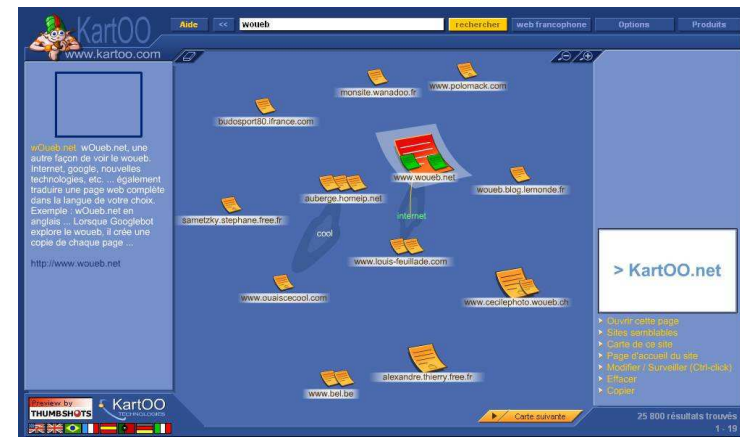 KartOO
www.kartoo.com
Aide
<<
woueb
rechercher
web francophone
Options
Produits
wOueb.net wOueb.net, une
autre façon de voir le woueb.
Internet, google, nouvelles
technologies, etc. ... également
traduire une page web complète
dans la langue de votre choix.
Exemple : wOueb.net en
anglais ... Lorsque Googlebot
explore le woueb, il crée une
copie de chaque page ...
http://www.woueb.net
monsite.wanadoo.fr
www.polomack.com
budosport80.ifrance.com
www.woueb.net
woueb.blog.lemonde.fr
auberge.homeip.net
internet
sametzky.stephane.free.fr
cool
www.louis-feuillade.com
www.ouaiscecool.com
www.cecilephoto.woueb.ch
alexandre.thierry.free.fr
www.bel.be
> KartOO.net
Ouvrir cette page
Sites semblables
Carte de ce site
Page d'accueil du site
Modifier / Surveiller (Ctrl-click)
Effacer
Copier
Preview by
THUMBSHOTS
KartOO
TECHNOLOGIES
Carte suivante
25 800 résultats trouvés
1 - 19